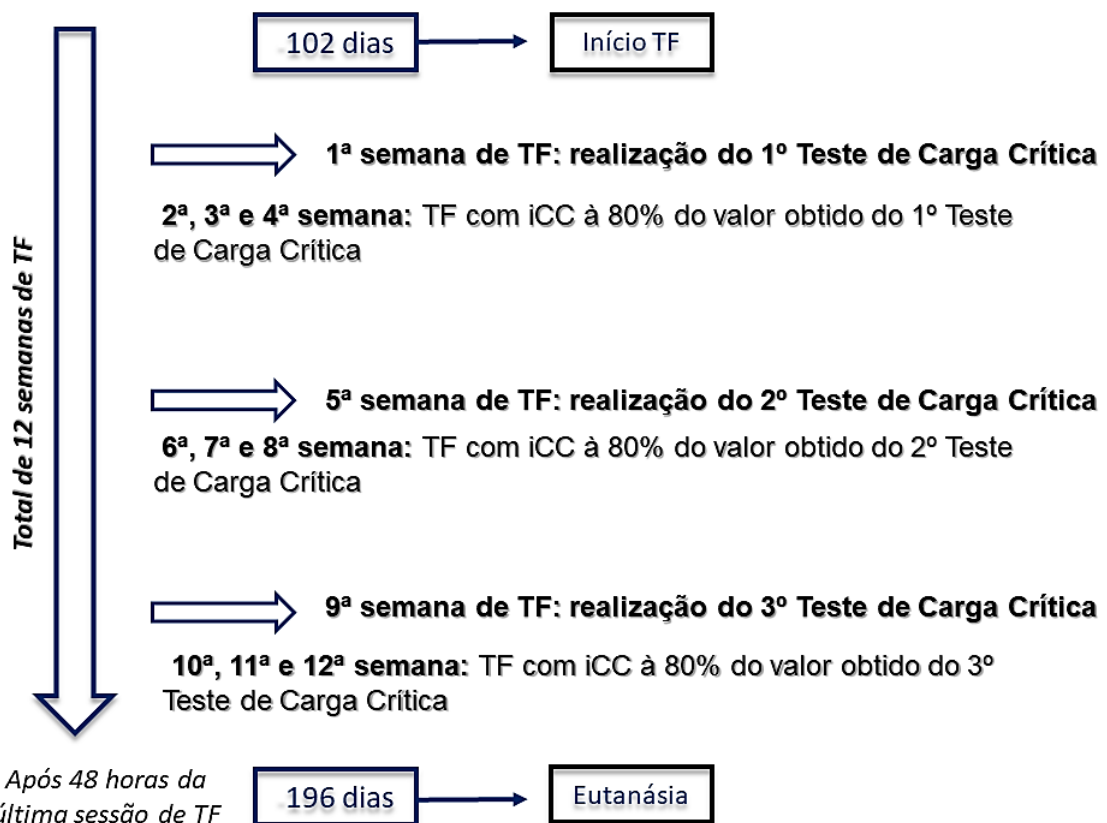 102 dias
Início TF
1ª semana de TF: realização do 1º Teste de Carga Crítica
2ª, 3ª e 4ª semana: TF com iCC à 80% do valor obtido do 1º Teste
de Carga Crítica
Total de 12 semanas de TF
5ª semana de TF: realização do 2º Teste de Carga Crítica
6ª, 7ª e 8ª semana: TF com iCC à 80% do valor obtido do 2º Teste
de Carga Crítica
9ª semana de TF: realização do 3º Teste de Carga Crítica
10ª, 11ª e 12ª semana: TF com iCC à 80% do valor obtido do 3º
Teste de Carga Crítica
Após 48 horas da
última sessão de TF
196 dias
Eutanásia